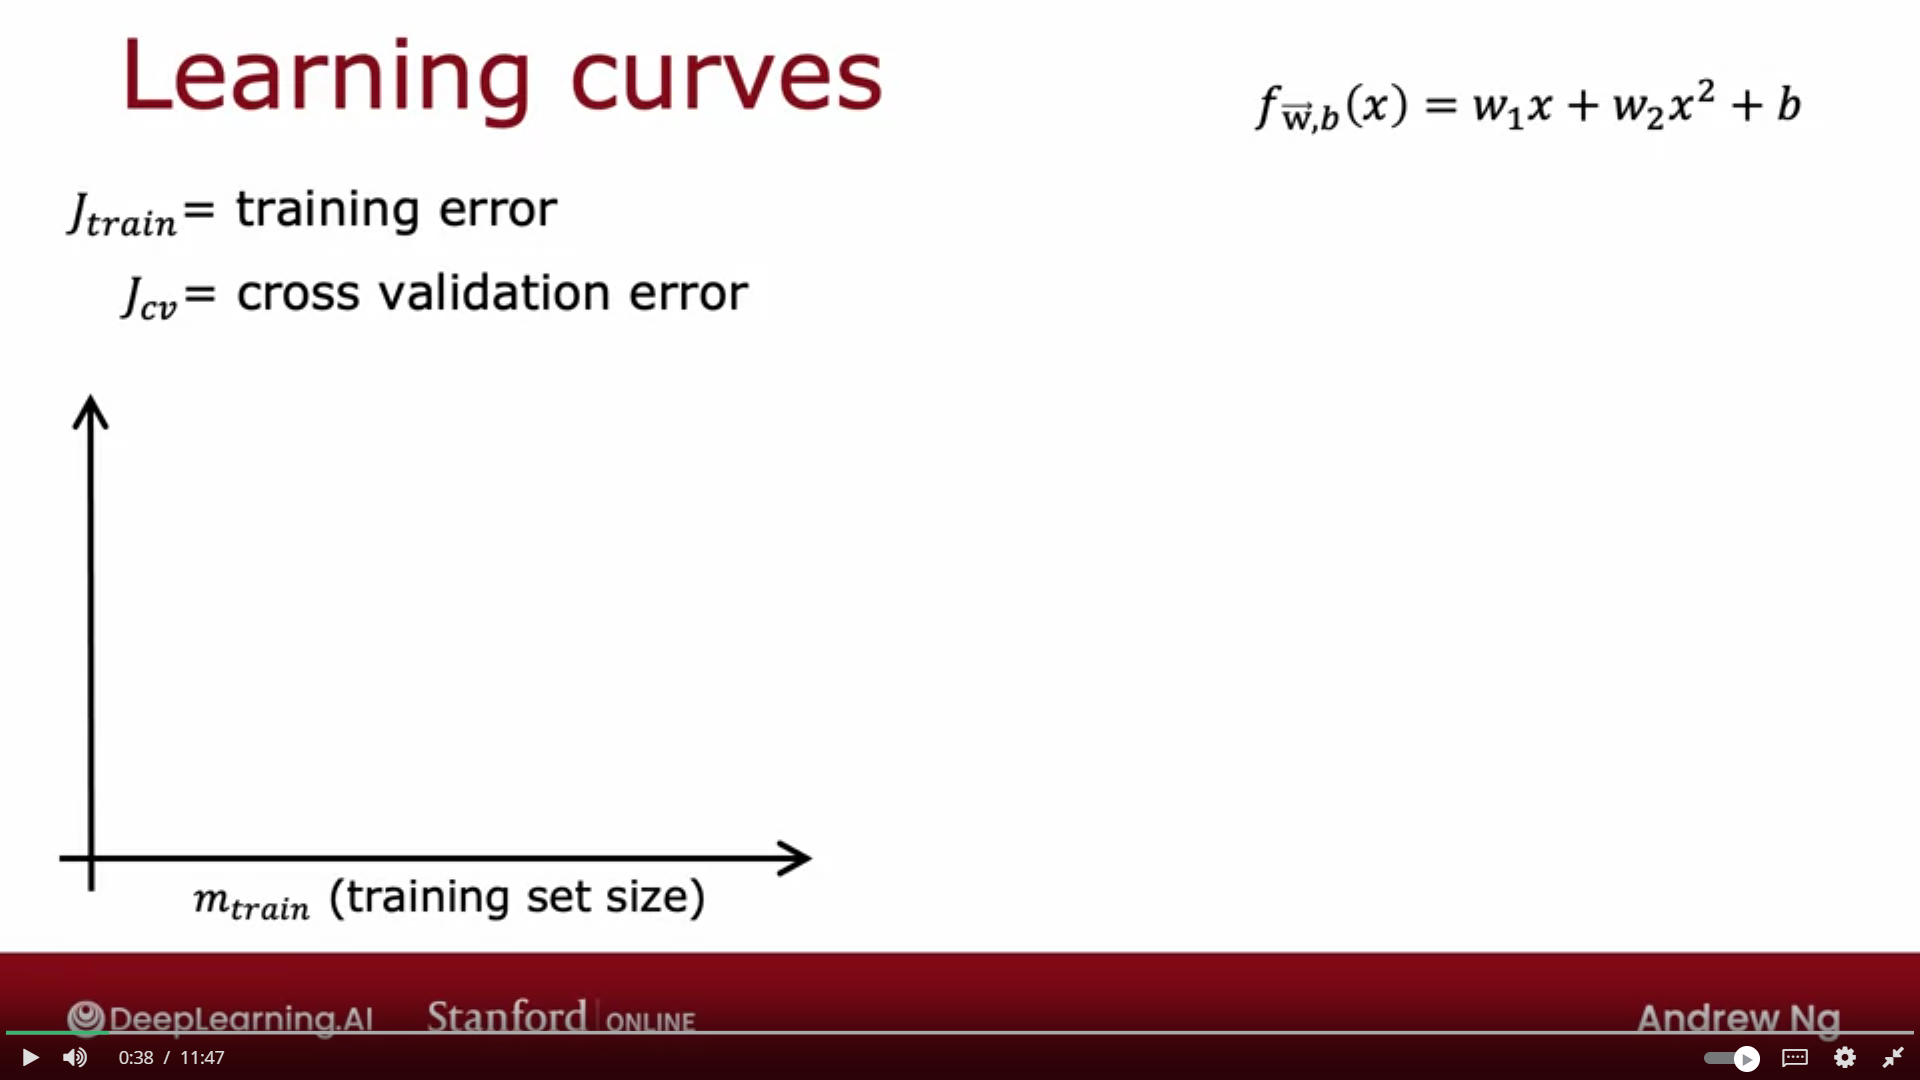 Learning curves
f_{\vec{w},b}(x) = w_1x + w_2x^2 + b
J_{train} = training error
J_{cv} = cross validation error
m_{train} (training set size)
DeepLearning.AI Stanford ONLINE Andrew Ng
0:38 / 11:47